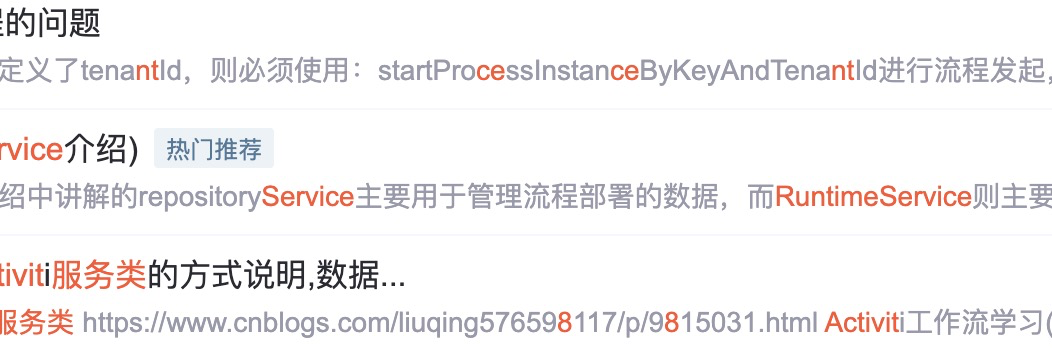 的问题
定义了tenantId，则必须使用：startProcessInstanceByKeyAndTenantId进行流程发起,
rvice介绍) 热门推荐
绍中讲解的repositoryService主要用于管理流程部署的数据，而RuntimeService则主要
tiviti服务类的方式说明,数据...
服务类 https://www.cnblogs.com/liuqing576598117/p/9815031.html Activiti工作流学习(